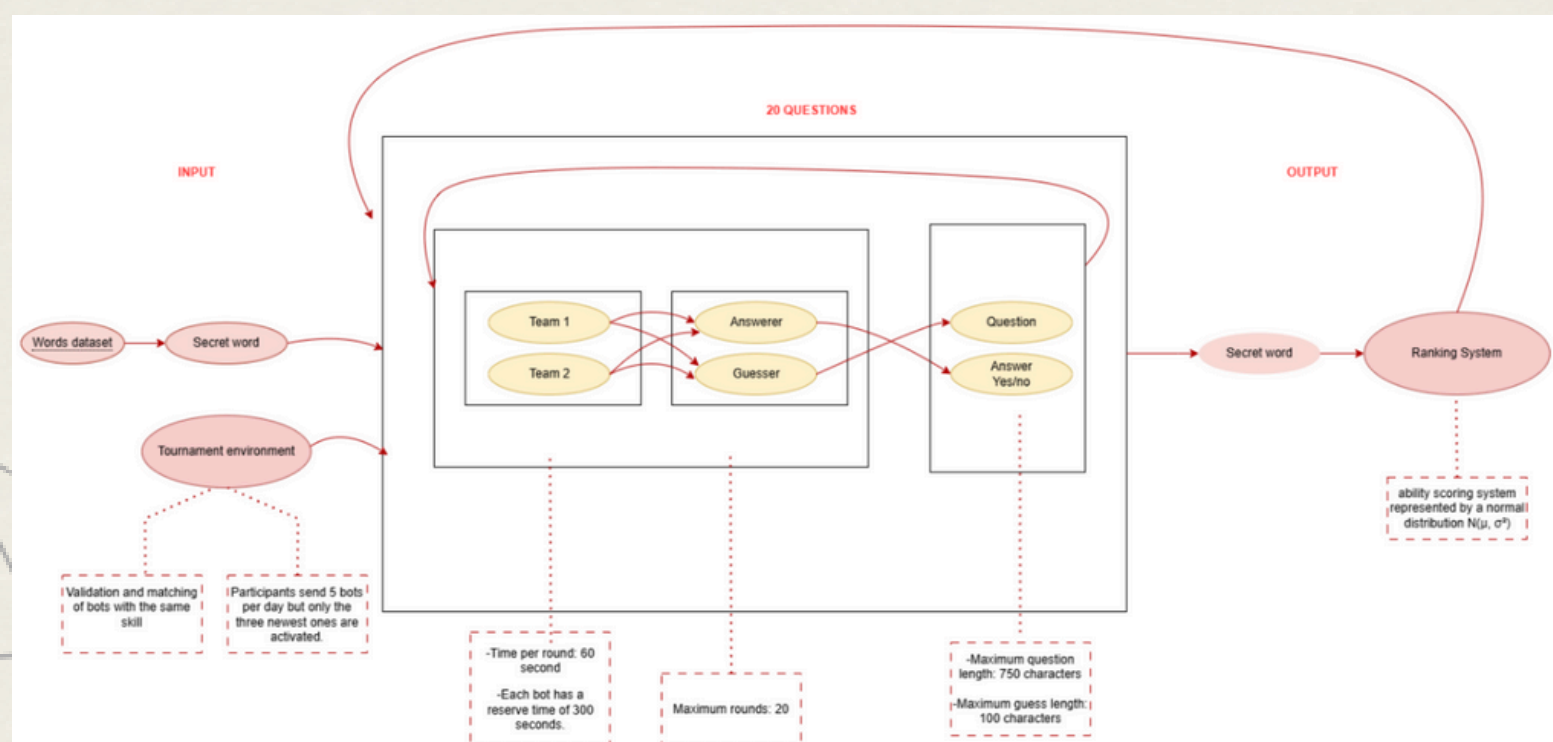 20 QUESTIONS
INPUT
OUTPUT
Words dataset
Secret word
Tournament environment
Team 1
Team 2
Answerer
Guesser
Question
Answer
Yes/no
Secret word
Ranking System
Validation and matching
of bots with the same
skill
Participants send 5 bots
per day but only the
three newest ones are
activated.
-Time per round: 60
second
-Each bot has a
reserve time of 300
seconds.
Maximum rounds: 20
-Maximum question
length: 750 characters
-Maximum guess length:
100 characters
ability scoring system
represented by a normal
distribution N(μ, σ²)